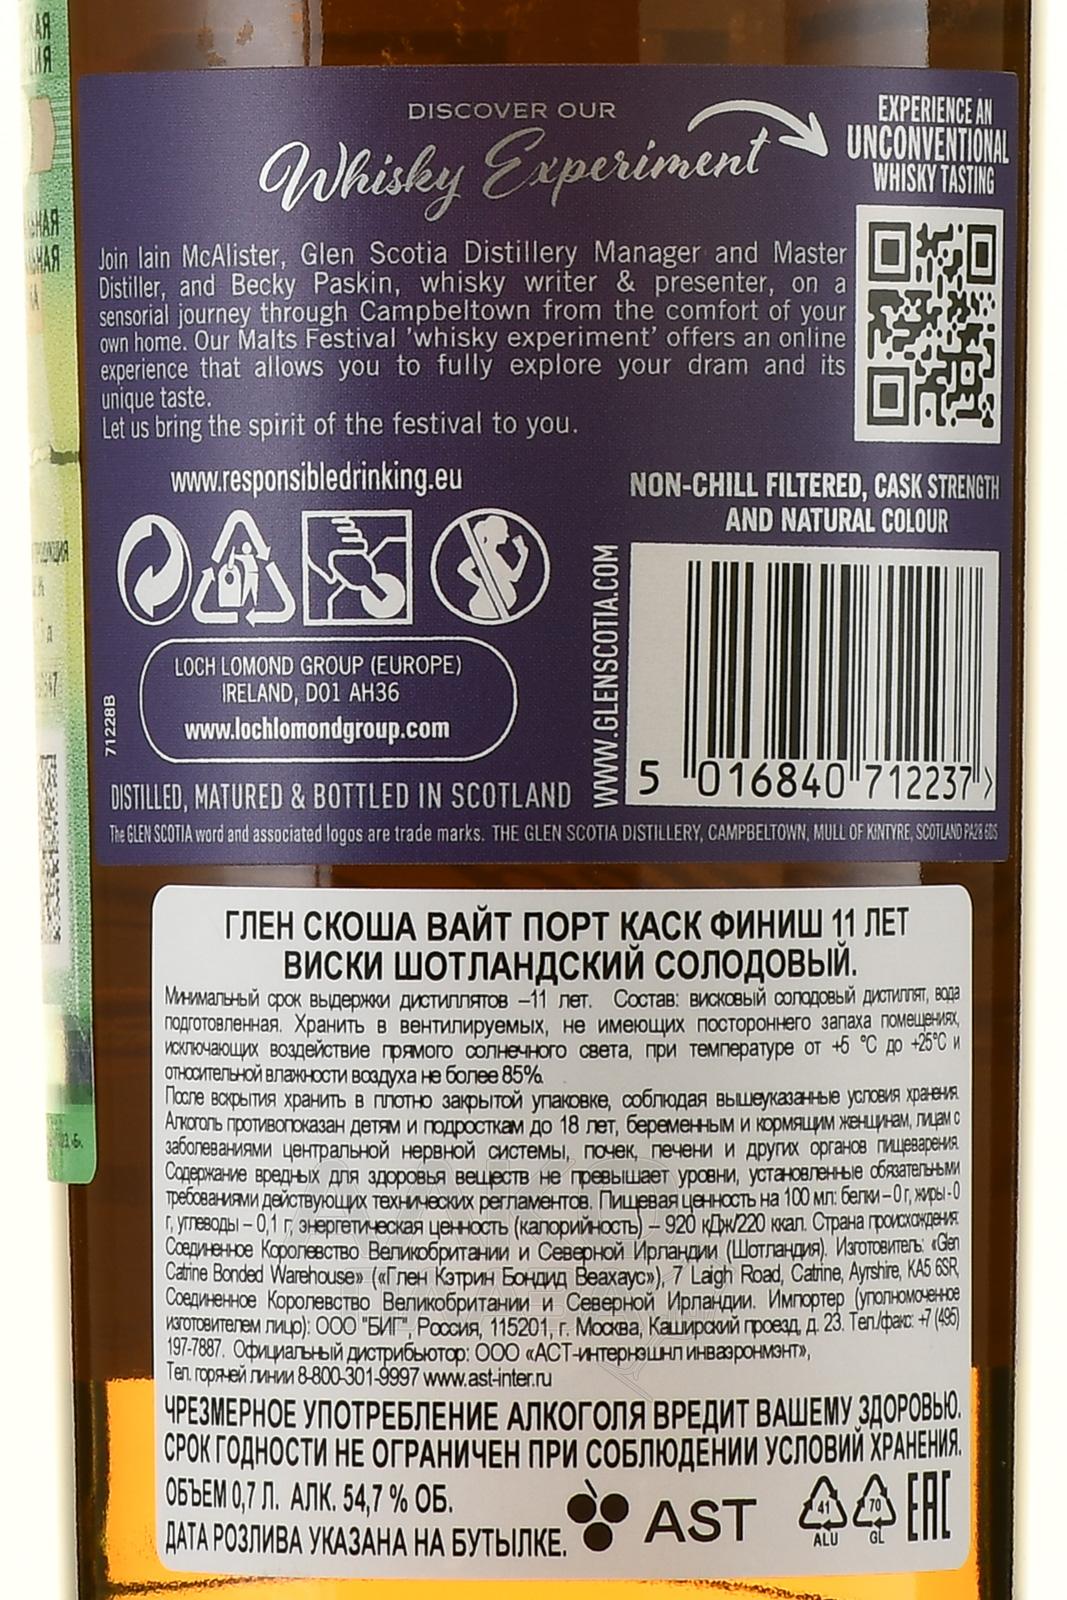 DISCOVER OUR
Whisky Experiment
EXPERIENCE AN
UNCONVENTIONAL
WHISKY TASTING
Join Iain McAlister, Glen Scotia Distillery Manager and Master
Distiller, and Becky Paskin, whisky writer & presenter, on a
sensorial journey through Campbeltown from the comfort of your
own home. Our Malts Festival 'whisky experiment' offers an online
experience that allows you to fully explore your dram and its
unique taste.
Let us bring the spirit of the festival to you.
www.responsibledrinking.eu
NON-CHILL FILTERED, CASK STRENGTH
AND NATURAL COLOUR
LOCH LOMOND GROUP (EUROPE)
IRELAND, D01 AH36
www.lochlomondgroup.com
71228B
WWW.GLENSCOTIA.COM
5 016840 712237 >
DISTILLED, MATURED & BOTTLED IN SCOTLAND
The GLEN SCOTIA word and associated logos are trade marks. THE GLEN SCOTIA DISTILLERY, CAMPBELTOWN, MULL OF KINTYRE, SCOTLAND PA28 6DS
ГЛЕН СКОША ВАЙТ ПОРТ КАСК ФИНИШ 11 ЛЕТ
ВИСКИ ШОТЛАНДСКИЙ СОЛОДОВЫЙ.
Минимальный срок выдержки дистиллятов –11 лет. Состав: висковый солодовый дистиллят, вода
подготовленная. Хранить в вентилируемых, не имеющих постороннего запаха помещениях,
исключающих воздействие прямого солнечного света, при температуре от +5 °С до +25°С и
относительной влажности воздуха не более 85%.
После вскрытия хранить в плотно закрытой упаковке, соблюдая вышеуказанные условия хранения.
Алкоголь противопоказан детям и подросткам до 18 лет, беременным и кормящим женщинам, лицам с
заболеваниями центральной нервной системы, почек, печени и других органов пищеварения.
Содержание вредных для здоровья веществ не превышает уровни, установленные обязательными
требованиями действующих технических регламентов. Пищевая ценность на 100 мл: белки – 0 г, жиры - 0
г, углеводы – 0,1 г, энергетическая ценность (калорийность) – 920 кДж/220 ккал. Страна происхождения:
Соединенное Королевство Великобритании и Северной Ирландии (Шотландия). Изготовитель: «Glen
Catrine Bonded Warehouse» («Глен Кэтрин Бондид Веахаус»), 7 Laigh Road, Catrine, Ayrshire, KA5 6SR,
Соединенное Королевство Великобритании и Северной Ирландии. Импортер (уполномоченное
изготовителем лицо): ООО "БИГ", Россия, 115201, г. Москва, Каширский проезд, д. 23. Тел./факс: +7 (495)
197-7887. Официальный дистрибьютор: ООО «АСТ-интернэшнл инваэронмэнт»,
Тел. горячей линии 8-800-301-9997 www.ast-inter.ru
ЧРЕЗМЕРНОЕ УПОТРЕБЛЕНИЕ АЛКОГОЛЯ ВРЕДИТ ВАШЕМУ ЗДОРОВЬЮ.
СРОК ГОДНОСТИ НЕ ОГРАНИЧЕН ПРИ СОБЛЮДЕНИИ УСЛОВИЙ ХРАНЕНИЯ.
ОБЪЕМ 0,7 Л. АЛК. 54,7 % ОБ.
ДАТА РОЗЛИВА УКАЗАНА НА БУТЫЛКЕ.
AST
41
ALU
70
GL
EAC